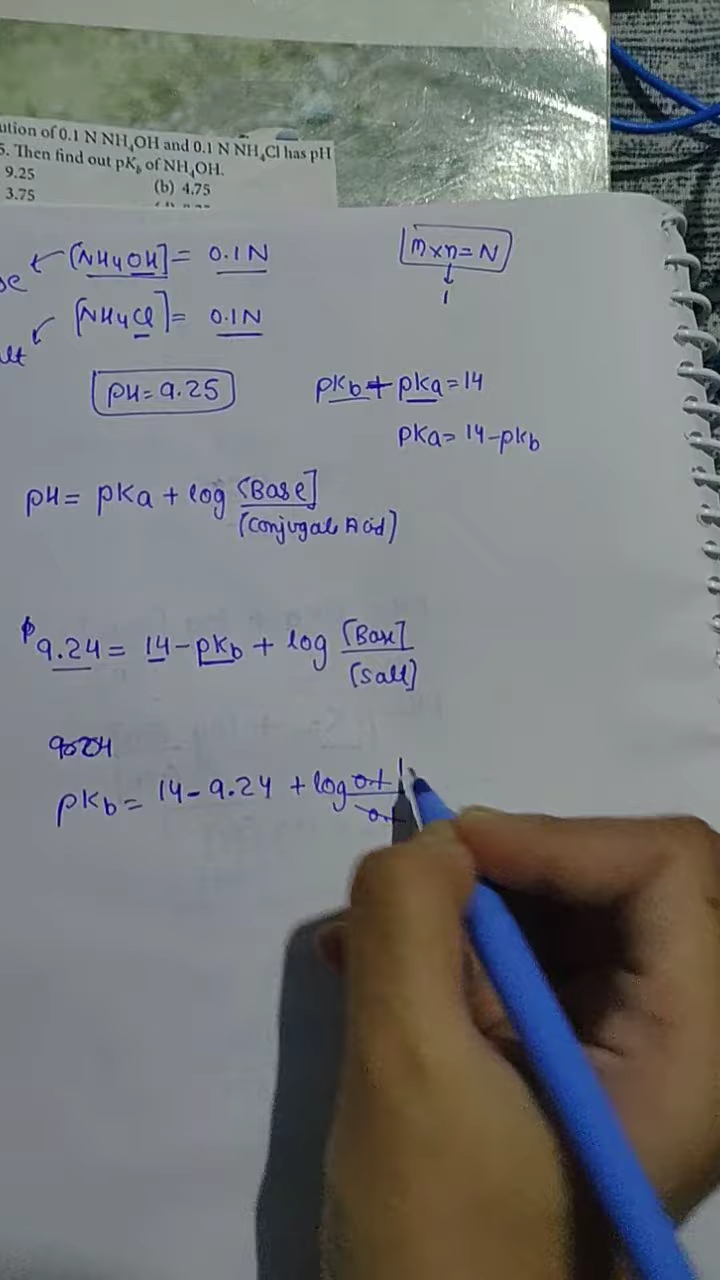 ution of 0.1 N NH₄OH and 0.1 N NH₄Cl has pH
5. Then find out pK_b of NH₄OH.
9.25 (b) 4.75
3.75
[NH4OH] = 0.1N
m×n=N
1
[NH4Cl] = 0.1N
pH=9.25
pKb + pKa = 14
pKa = 14-pKb
pH = pKa + log [Base]
[Conjugal Acid]
9.24 = 14-pKb + log [Base]
[Salt]
pKb = 14-9.24 + log 0.1
0.1